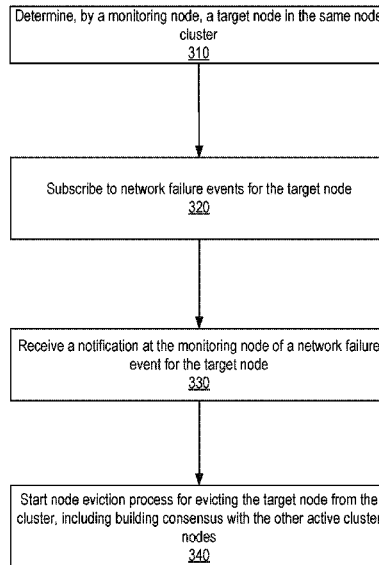 Determine, by a monitoring node, a target node in the same node
cluster
310
Subscribe to network failure events for the target node
320
Receive a notification at the monitoring node of a network failure
event for the target node
330
Start node eviction process for evicting the target node from the
cluster, including building consensus with the other active cluster
nodes
340